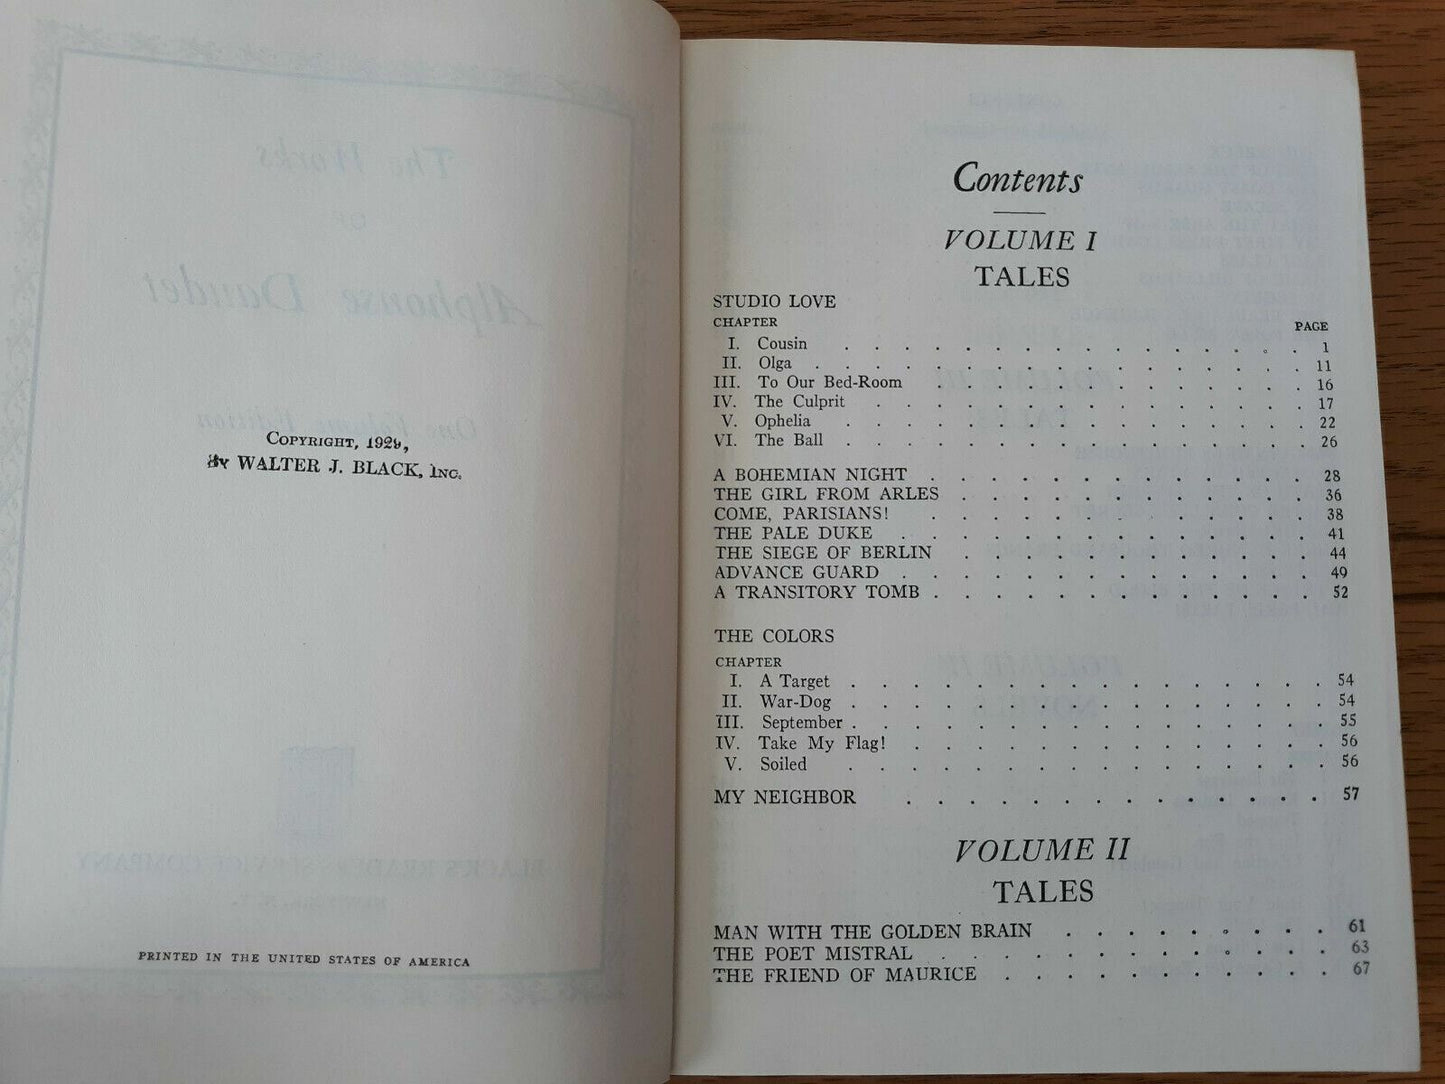 COPYRIGHT, 1929,
By WALTER J. BLACK, INC.
PRINTED IN THE UNITED STATES OF AMERICA
Contents
VOLUME I
TALES
STUDIO LOVE
CHAPTER PAGE
I. Cousin . . . . . . . . . . . . . . . . 1
II. Olga . . . . . . . . . . . . . . . . . 11
III. To Our Bed-Room . . . . . . . . . . . . . 16
IV. The Culprit . . . . . . . . . . . . . . . 17
V. Ophelia . . . . . . . . . . . . . . . . 22
VI. The Ball . . . . . . . . . . . . . . . . 26
A BOHEMIAN NIGHT . . . . . . . . . . . . . 28
THE GIRL FROM ARLES . . . . . . . . . . . . 36
COME, PARISIANS! . . . . . . . . . . . . . 38
THE PALE DUKE . . . . . . . . . . . . . . 41
THE SIEGE OF BERLIN . . . . . . . . . . . . 44
ADVANCE GUARD . . . . . . . . . . . . . . 49
A TRANSITORY TOMB . . . . . . . . . . . . . 52
THE COLORS
CHAPTER
I. A Target . . . . . . . . . . . . . . . . 54
II. War-Dog . . . . . . . . . . . . . . . . 54
III. September . . . . . . . . . . . . . . . . 55
IV. Take My Flag! . . . . . . . . . . . . . . 56
V. Soiled . . . . . . . . . . . . . . . . 56
MY NEIGHBOR . . . . . . . . . . . . . . 57
VOLUME II
TALES
MAN WITH THE GOLDEN BRAIN . . . . . . . . . 61
THE POET MISTRAL . . . . . . . . . . . . . 63
THE FRIEND OF MAURICE . . . . . . . . . . . 67